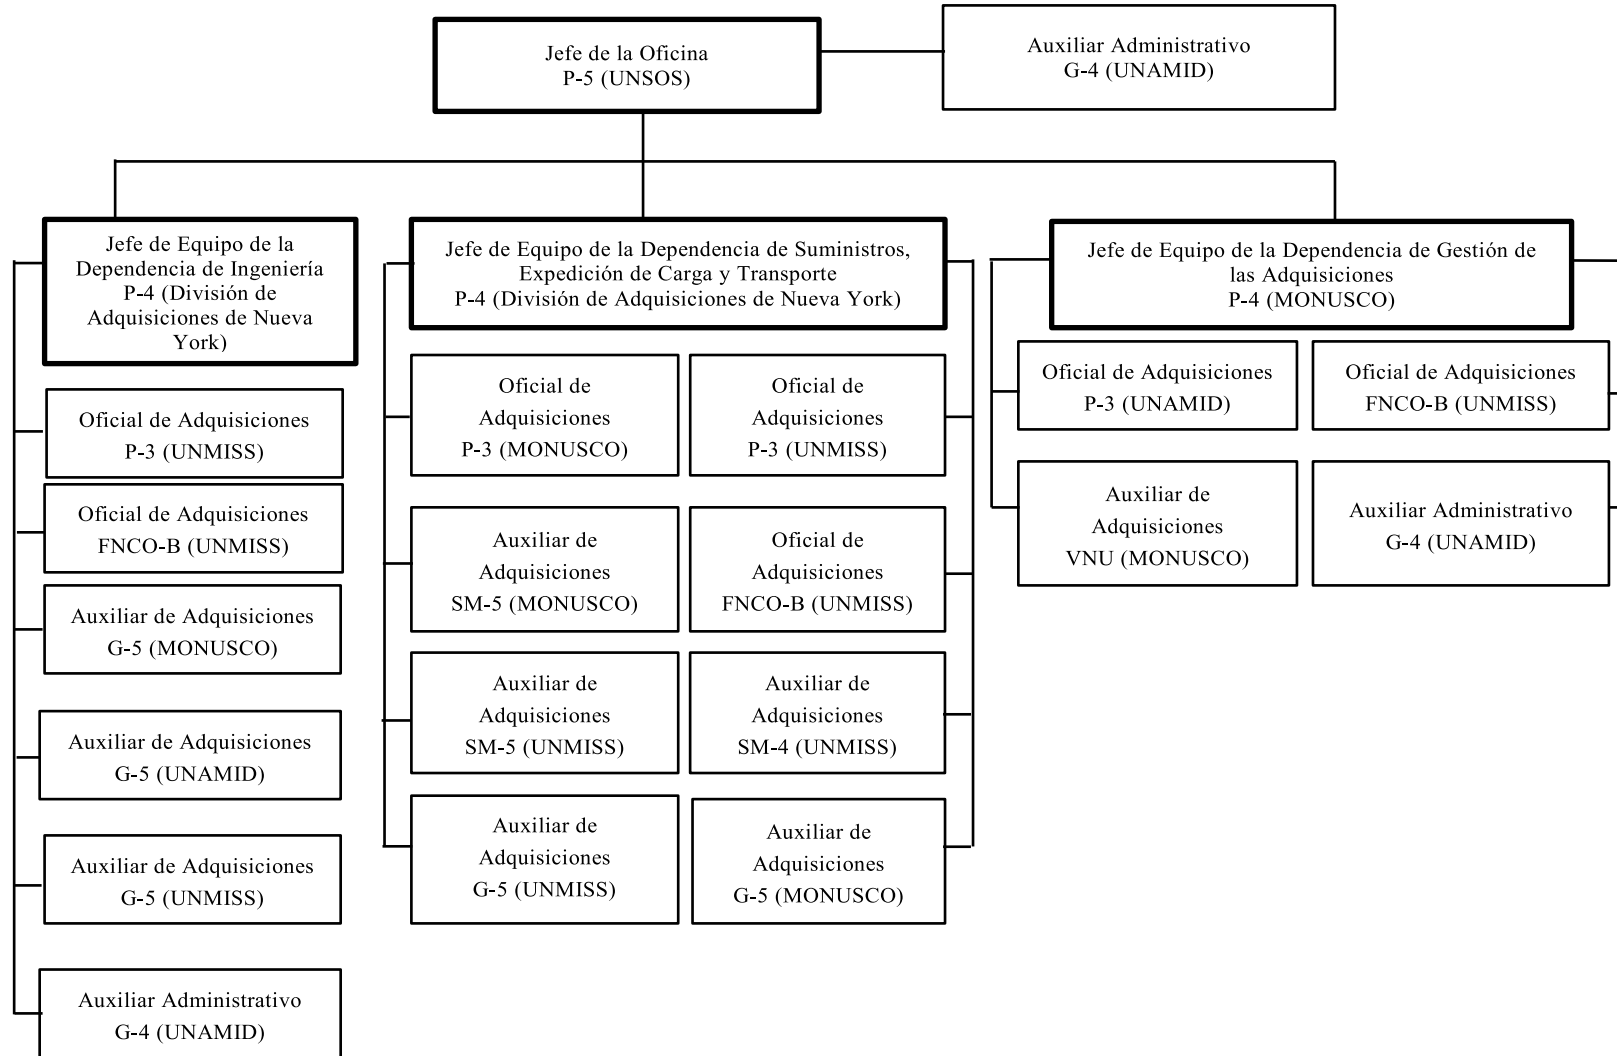 Jefe de la Oficina
P-5 (UNSOS)
Auxiliar Administrativo
G-4 (UNAMID)
Jefe de Equipo de la
Dependencia de Ingeniería
P-4 (División de
Adquisiciones de Nueva
York)
Oficial de Adquisiciones
P-3 (UNMISS)
Oficial de Adquisiciones
FNCO-B (UNMISS)
Auxiliar de Adquisiciones
G-5 (MONUSCO)
Auxiliar de Adquisiciones
G-5 (UNAMID)
Auxiliar de Adquisiciones
G-5 (UNMISS)
Auxiliar Administrativo
G-4 (UNAMID)
Jefe de Equipo de la Dependencia de Suministros,
Expedición de Carga y Transporte
P-4 (División de Adquisiciones de Nueva York)
Oficial de
Adquisiciones
P-3 (MONUSCO)
Oficial de
Adquisiciones
P-3 (UNMISS)
Auxiliar de
Adquisiciones
SM-5 (MONUSCO)
Oficial de
Adquisiciones
FNCO-B (UNMISS)
Auxiliar de
Adquisiciones
SM-5 (UNMISS)
Auxiliar de
Adquisiciones
SM-4 (UNMISS)
Auxiliar de
Adquisiciones
G-5 (UNMISS)
Auxiliar de
Adquisiciones
G-5 (MONUSCO)
Jefe de Equipo de la Dependencia de Gestión de
las Adquisiciones
P-4 (MONUSCO)
Oficial de Adquisiciones
P-3 (UNAMID)
Oficial de Adquisiciones
FNCO-B (UNMISS)
Auxiliar de
Adquisiciones
VNU (MONUSCO)
Auxiliar Administrativo
G-4 (UNAMID)